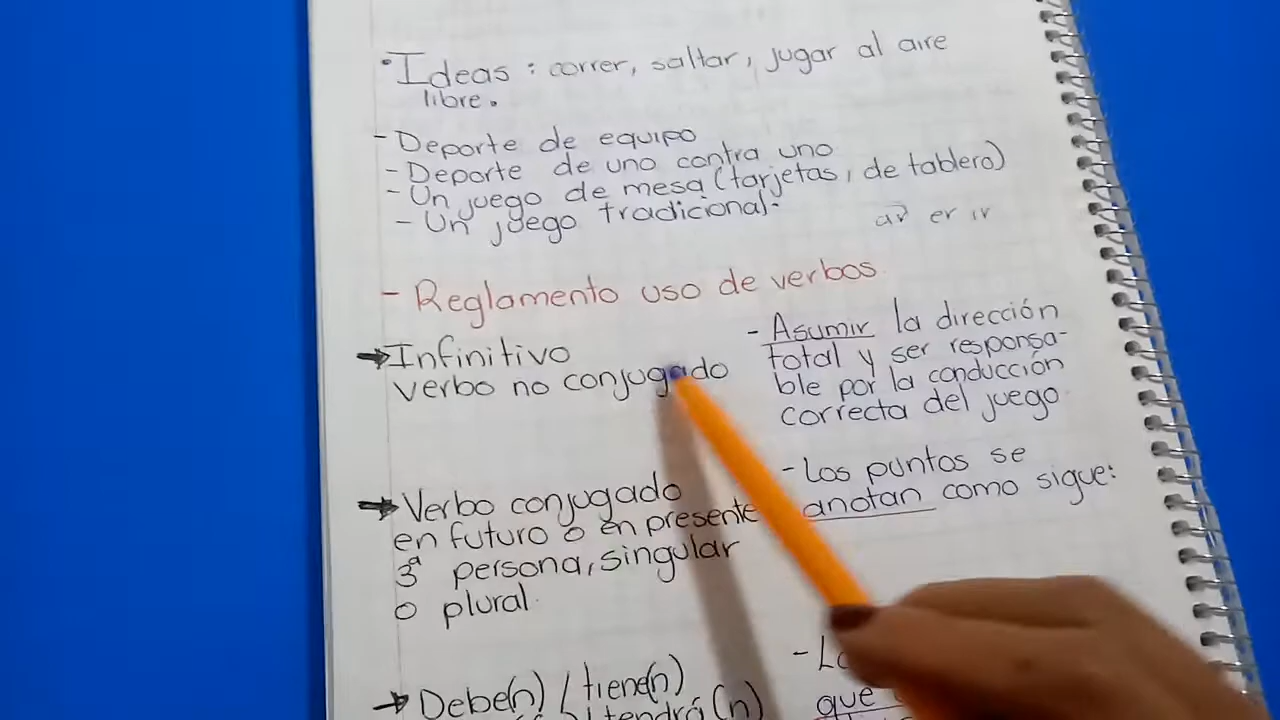 •Ideas: correr, saltar, jugar al aire
libre.
- Deporte de equipo
- Deporte de uno contra uno
- Un juego de mesa (tarjetas, de tablero)
- Un juego tradicional.
ar er ir
- Reglamento uso de verbos
→Infinitivo
verbo no conjugado
- Asumir la dirección
total y ser responsa-
ble por la conducción
correcta del juego
→Verbo conjugado
en futuro o en presente
3ª persona, singular
o plural.
- Los puntos se
anotan como sigue:
→ Debe(n) / tiene(n)
/ tendrá(n)
que